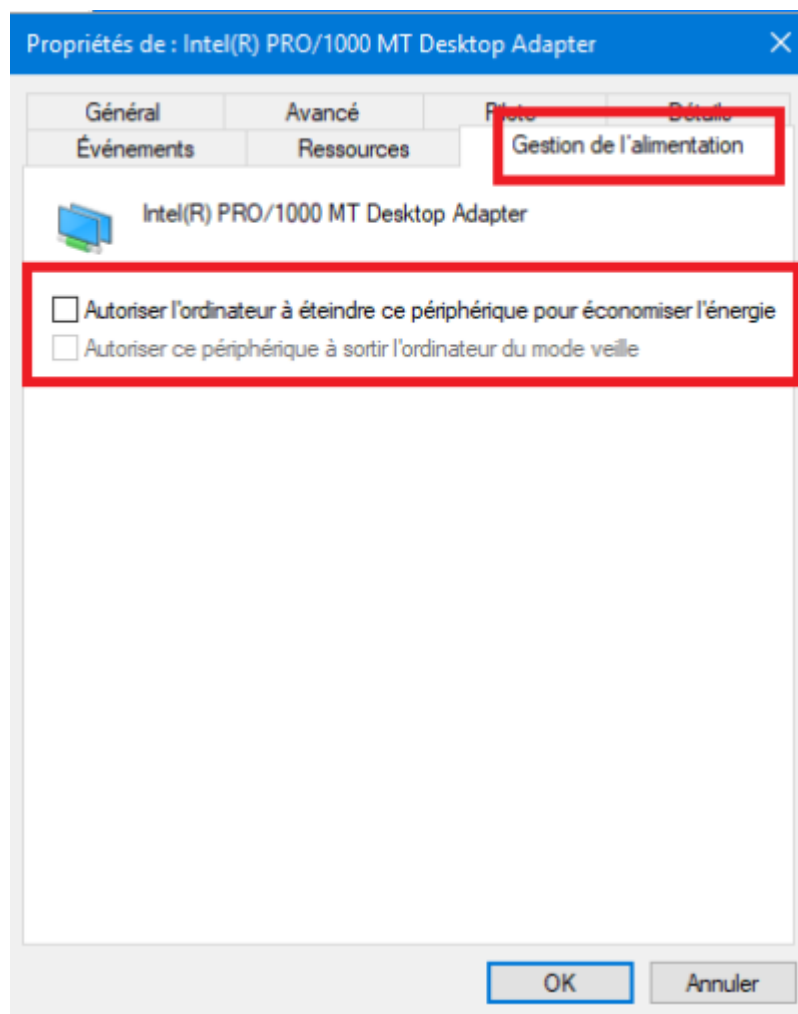 Propriétés de : Intel(R) PRO/1000 MT Desktop Adapter
Général Avancé Pilote Détails
Événements Ressources Gestion de l'alimentation
Intel(R) PRO/1000 MT Desktop Adapter
Autoriser l'ordinateur à éteindre ce périphérique pour économiser l'énergie
Autoriser ce périphérique à sortir l'ordinateur du mode veille
OK Annuler